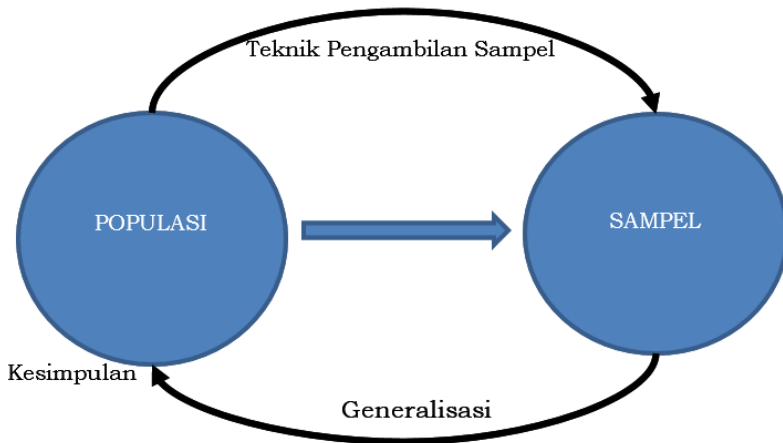 Teknik Pengambilan Sampel
POPULASI
SAMPEL
Kesimpulan
Generalisasi